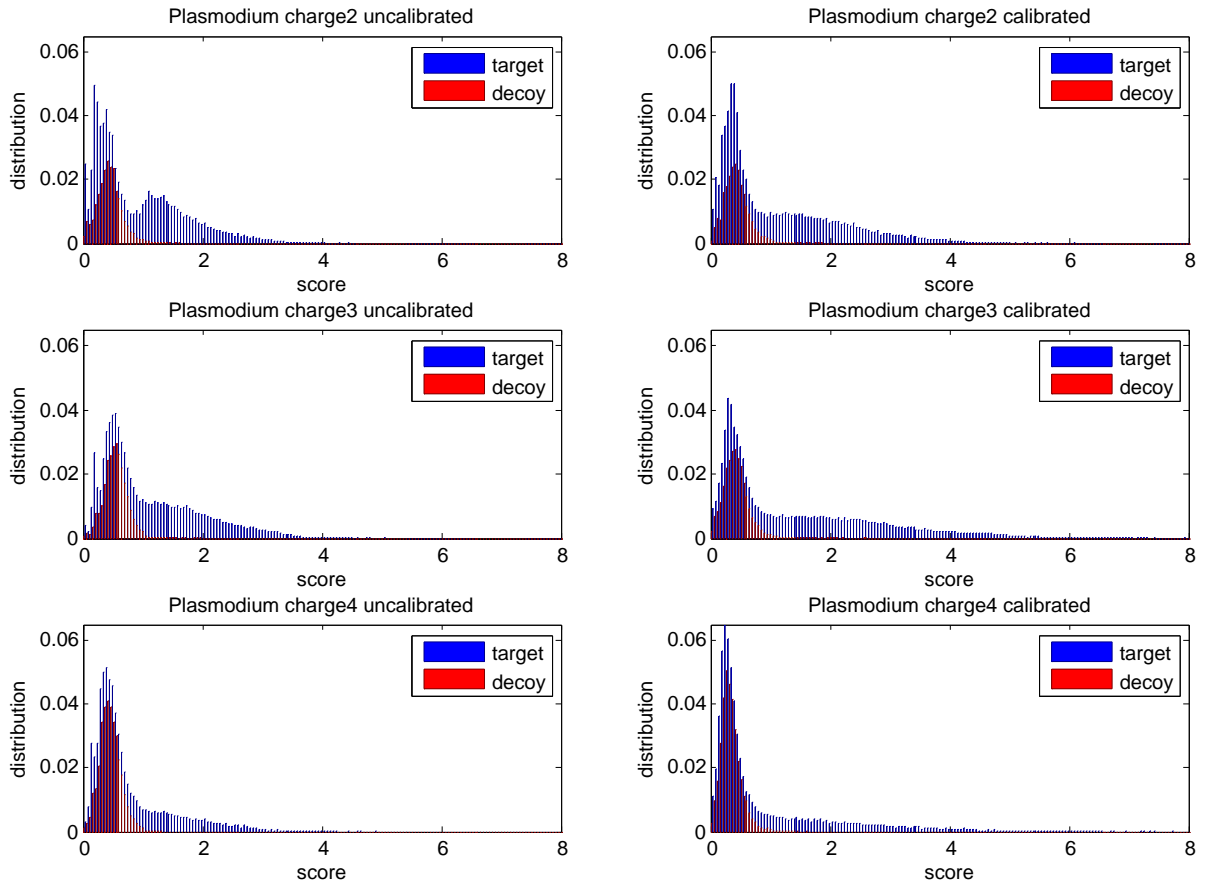 Plasmodium charge2 uncalibrated
0.06
0.04
0.02
0
distribution
target
decoy
0 2 4 6 8
score
Plasmodium charge2 calibrated
0.06
0.04
0.02
0
distribution
target
decoy
0 2 4 6 8
score
Plasmodium charge3 uncalibrated
0.06
0.04
0.02
0
distribution
target
decoy
0 2 4 6 8
score
Plasmodium charge3 calibrated
0.06
0.04
0.02
0
distribution
target
decoy
0 2 4 6 8
score
Plasmodium charge4 uncalibrated
0.06
0.04
0.02
0
distribution
target
decoy
0 2 4 6 8
score
Plasmodium charge4 calibrated
0.06
0.04
0.02
0
distribution
target
decoy
0 2 4 6 8
score